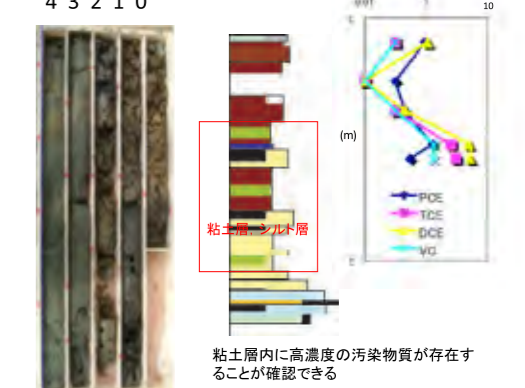 4 3 2 1 0
10
(m)
PCE
TCE
DCE
VC
粘土層 シルト層
粘土層内に高濃度の汚染物質が存在す
ることが確認できる